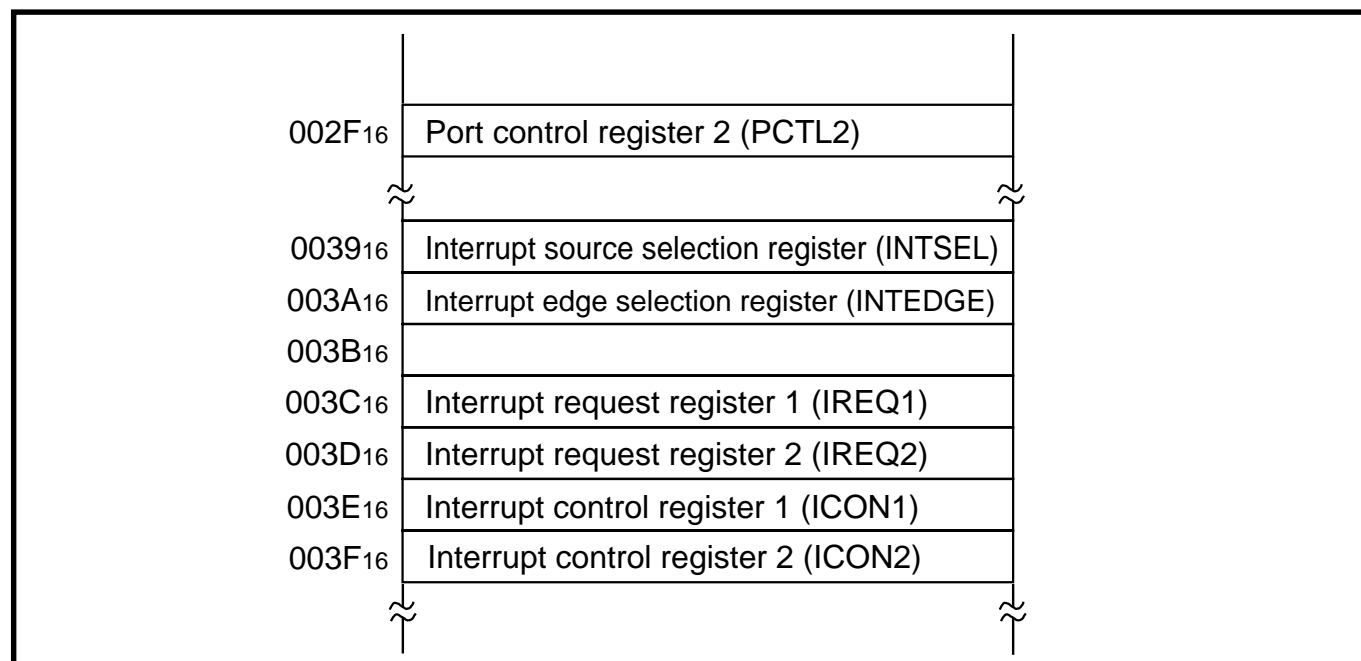 002F16 Port control register 2 (PCTL2)
003916 Interrupt source selection register (INTSEL)
003A16 Interrupt edge selection register (INTEDGE)
003B16
003C16 Interrupt request register 1 (IREQ1)
003D16 Interrupt request register 2 (IREQ2)
003E16 Interrupt control register 1 (ICON1)
003F16 Interrupt control register 2 (ICON2)